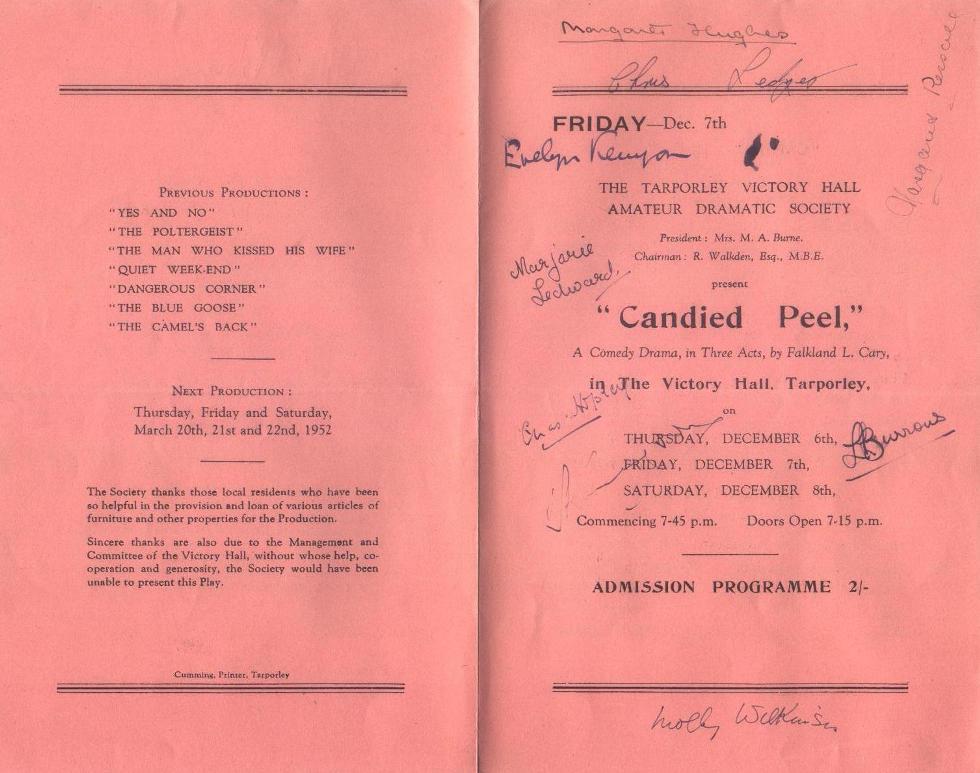 PREVIOUS PRODUCTIONS :
"YES AND NO"
"THE POLTERGEIST"
"THE MAN WHO KISSED HIS WIFE"
"QUIET WEEK-END"
"DANGEROUS CORNER"
"THE BLUE GOOSE"
"THE CAMEL'S BACK"
NEXT PRODUCTION :
Thursday, Friday and Saturday,
March 20th, 21st and 22nd, 1952
The Society thanks those local residents who have been
so helpful in the provision and loan of various articles of
furniture and other properties for the Production.
Sincere thanks are also due to the Management and
Committee of the Victory Hall, without whose help, co-
operation and generosity, the Society would have been
unable to present this Play.
Cumming, Printer, Tarporley
Margaret Hughes
Chris Ledger
FRIDAY—Dec. 7th
Evelyn Kenyon
Margaret
THE TARPORLEY VICTORY HALL
AMATEUR DRAMATIC SOCIETY
President : Mrs. M. A. Burne.
Chairman : R. Walkden, Esq., M.B.E.
Marjorie
Ledward.
present
"Candied Peel,"
A Comedy Drama, in Three Acts, by Falkland L. Cary,
in The Victory Hall, Tarporley,
on
Chas. Hopley
THURSDAY, DECEMBER 6th,
FRIDAY, DECEMBER 7th,
SATURDAY, DECEMBER 8th,
Burrows
Commencing 7-45 p.m. Doors Open 7-15 p.m.
ADMISSION PROGRAMME 2/-
Molly Wilkinson